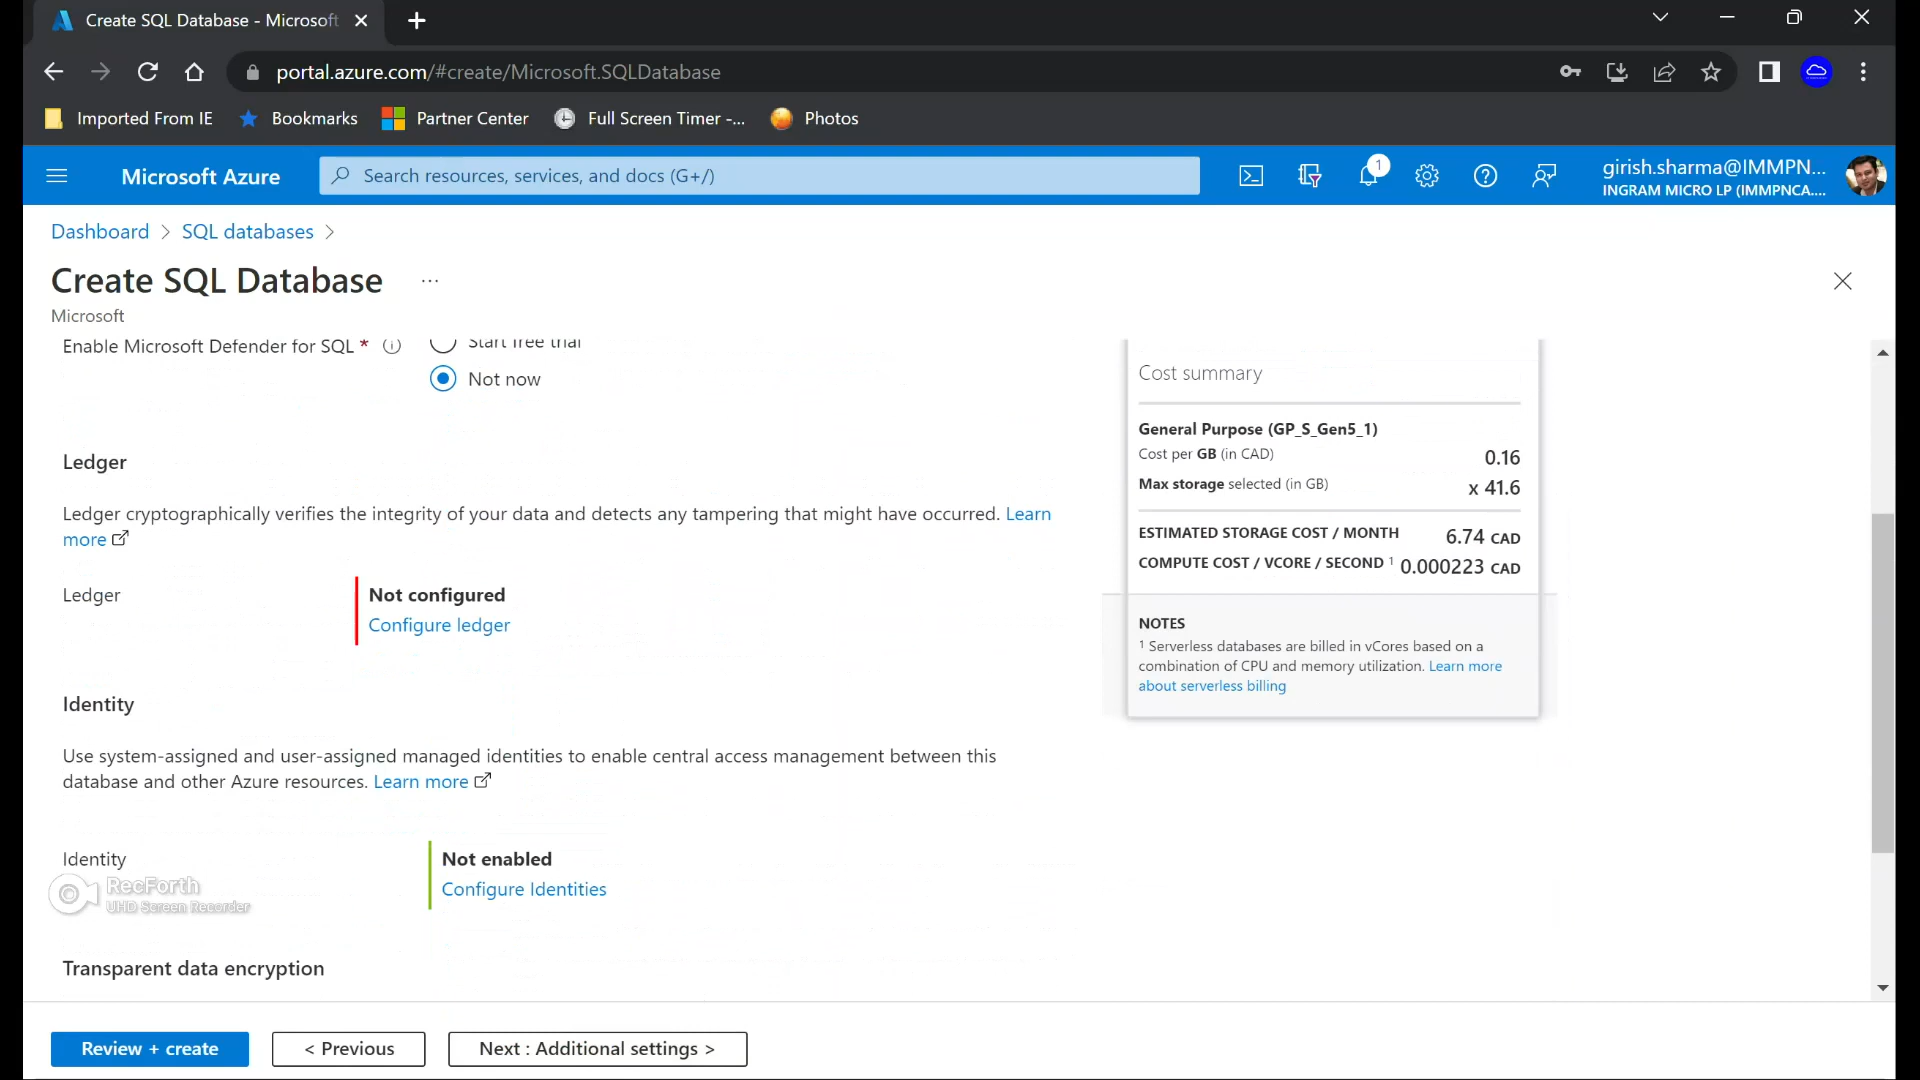 Create SQL Database - Microsoft
portal.azure.com/#create/Microsoft.SQLDatabase
Imported From IE
Bookmarks
Partner Center
Full Screen Timer -...
Photos
Microsoft Azure
Search resources, services, and docs (G+/)
1
girish.sharma@IMMPN...
INGRAM MICRO LP (IMMPNCA....
Dashboard > SQL databases >
Create SQL Database ...
Microsoft
Enable Microsoft Defender for SQL *
Start free trial
Not now
Ledger
Ledger cryptographically verifies the integrity of your data and detects any tampering that might have occurred. Learn
more
Ledger
Not configured
Configure ledger
Identity
Use system-assigned and user-assigned managed identities to enable central access management between this
database and other Azure resources. Learn more
Identity
Not enabled
Configure Identities
RecForth
UHD Screen Recorder
Transparent data encryption
Cost summary
General Purpose (GP_S_Gen5_1)
Cost per GB (in CAD) 0.16
Max storage selected (in GB) x 41.6
ESTIMATED STORAGE COST / MONTH 6.74 CAD
COMPUTE COST / VCORE / SECOND ¹ 0.000223 CAD
NOTES
¹ Serverless databases are billed in vCores based on a
combination of CPU and memory utilization. Learn more
about serverless billing
Review + create
< Previous
Next : Additional settings >